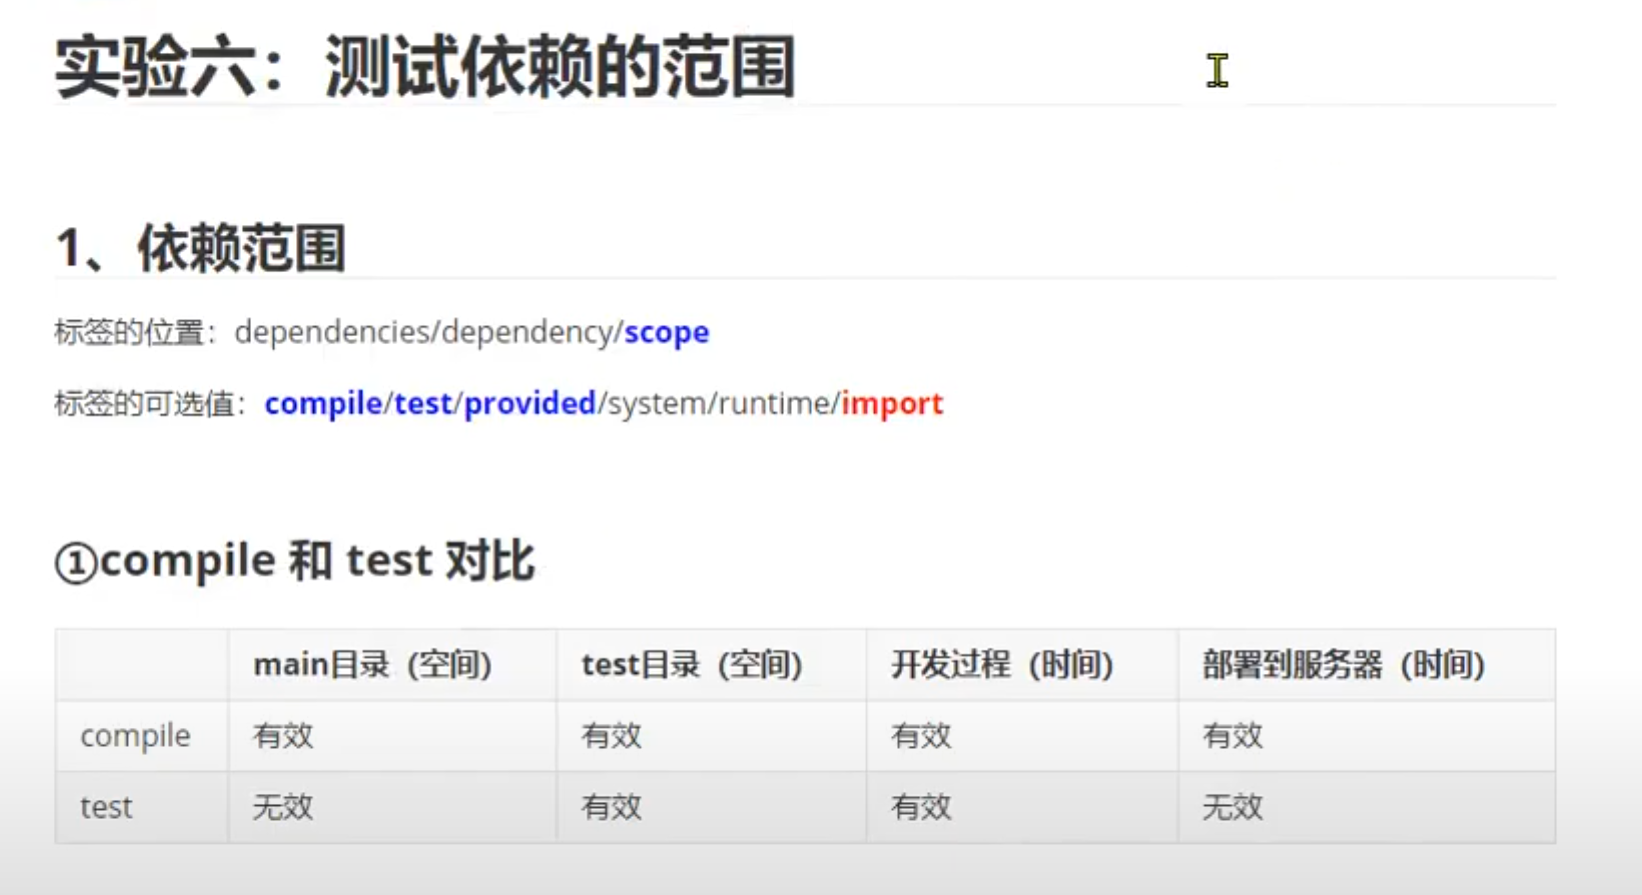 实验六：测试依赖的范围
1、依赖范围
标签的位置：dependencies/dependency/scope
标签的可选值：compile/test/provided/system/runtime/import
①compile 和 test 对比
main目录（空间） test目录（空间） 开发过程（时间） 部署到服务器（时间）
compile 有效 有效 有效 有效
test 无效 有效 有效 无效